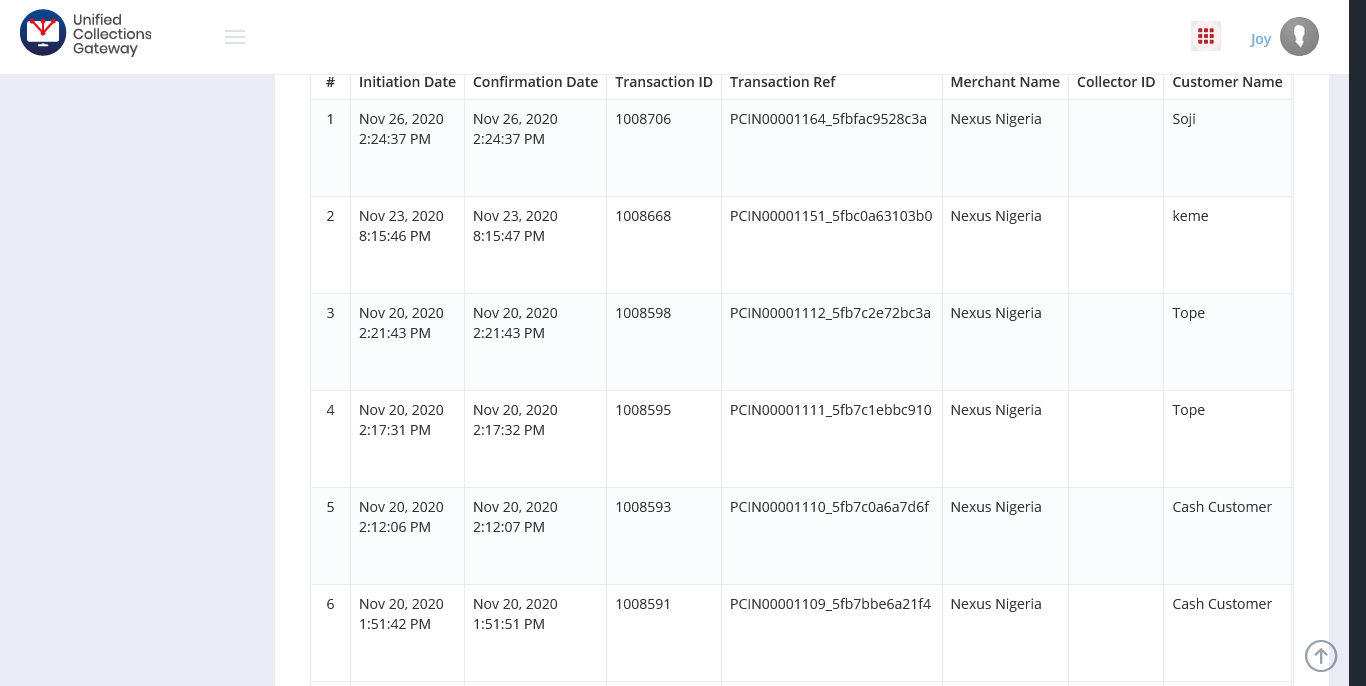 Unified
Collections
Gateway
Joy
# Initiation Date Confirmation Date Transaction ID Transaction Ref Merchant Name Collector ID Customer Name
1 Nov 26, 2020 Nov 26, 2020 1008706 PCIN00001164_5fbfac9528c3a Nexus Nigeria Soji
2:24:37 PM 2:24:37 PM
2 Nov 23, 2020 Nov 23, 2020 1008668 PCIN00001151_5fbc0a63103b0 Nexus Nigeria keme
8:15:46 PM 8:15:47 PM
3 Nov 20, 2020 Nov 20, 2020 1008598 PCIN00001112_5fb7c2e72bc3a Nexus Nigeria Tope
2:21:43 PM 2:21:43 PM
4 Nov 20, 2020 Nov 20, 2020 1008595 PCIN00001111_5fb7c1ebbc910 Nexus Nigeria Tope
2:17:31 PM 2:17:32 PM
5 Nov 20, 2020 Nov 20, 2020 1008593 PCIN00001110_5fb7c0a6a7d6f Nexus Nigeria Cash Customer
2:12:06 PM 2:12:07 PM
6 Nov 20, 2020 Nov 20, 2020 1008591 PCIN00001109_5fb7bbe6a21f4 Nexus Nigeria Cash Customer
1:51:42 PM 1:51:51 PM